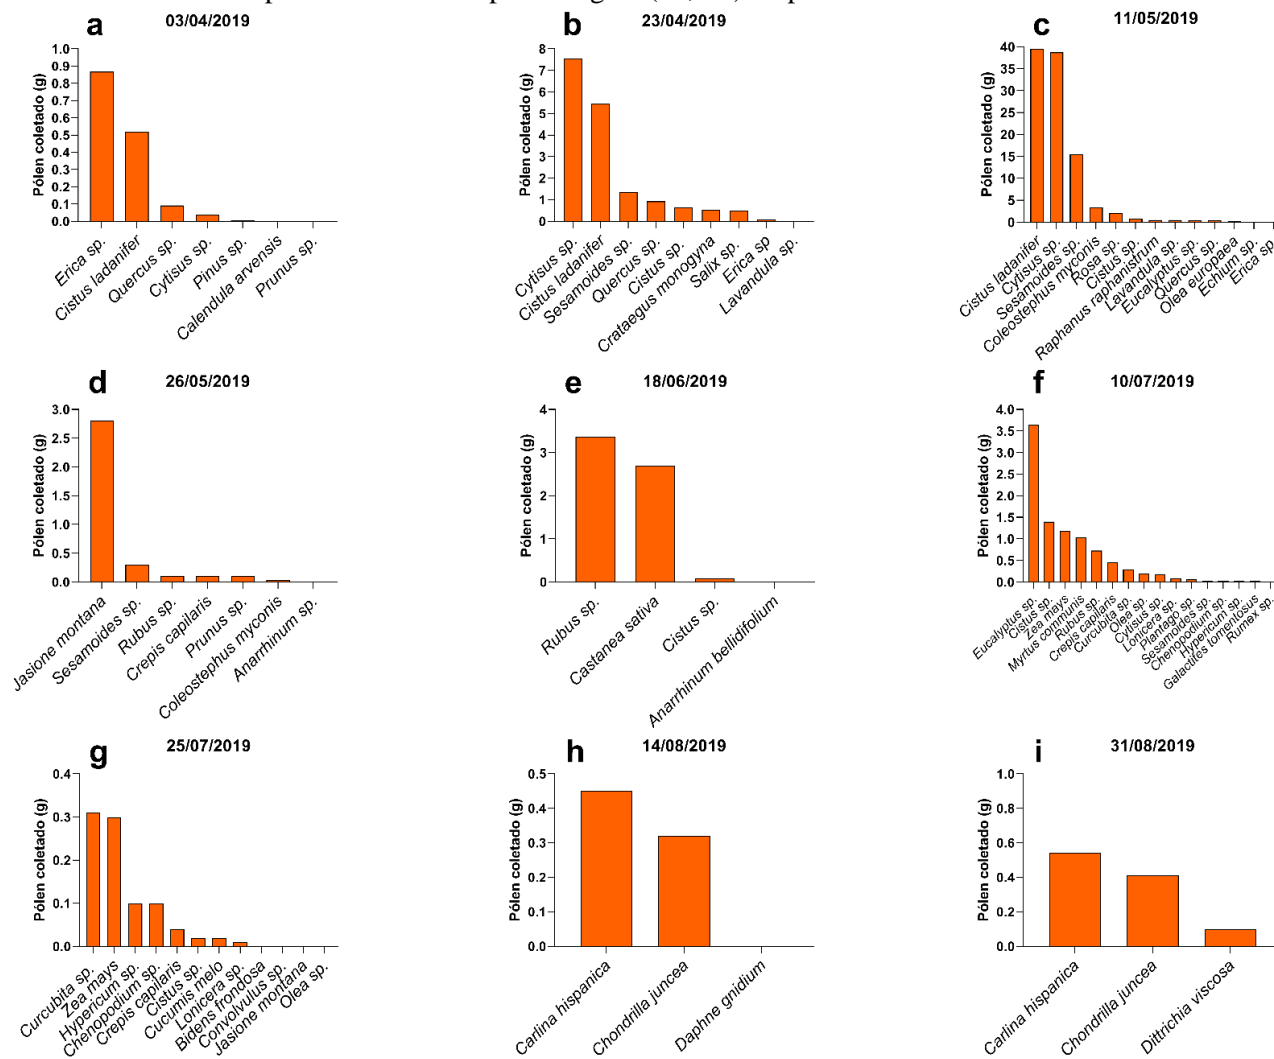 a
03/04/2019
Pólen coletado (g)
1.0
0.9
0.8
0.7
0.6
0.5
0.4
0.3
0.2
0.1
0.0
Erica sp.
Cistus ladanifer
Quercus sp.
Cytisus sp.
Pinus sp.
Calendula arvensis
Prunus sp.
b
23/04/2019
Pólen coletado (g)
8
7
6
5
4
3
2
1
0
Cytisus sp.
Cistus ladanifer
Sesamoides sp.
Quercus sp.
Cistus sp.
Crataegus monogyna
Salix sp.
Erica sp
Lavandula sp.
c
11/05/2019
Pólen coletado (g)
40
35
30
25
20
15
10
5
0
Cistus ladanifer
Cytisus sp.
Sesamoides sp.
Coleostephus myconis
Rosa sp.
Cistus sp.
Raphanus raphanistrum
Lavandula sp.
Eucalyptus sp.
Quercus sp.
Olea europaea
Echium sp.
Erica sp
d
26/05/2019
Pólen coletado (g)
3.0
2.5
2.0
1.5
1.0
0.5
0.0
Jasione montana
Sesamoides sp.
Rubus sp.
Crepis capilaris
Prunus sp.
Coleostephus myconis
Anarrhinum sp.
e
18/06/2019
Pólen coletado (g)
4
3
2
1
0
Rubus sp.
Castanea sativa
Cistus sp.
Anarrhinum bellidifolium
f
10/07/2019
Pólen coletado (g)
4.0
3.5
3.0
2.5
2.0
1.5
1.0
0.5
0.0
Eucalyptus sp.
Cistus sp.
Zea mays
Myrtus communis
Rubus sp.
Crepis capilaris
Curcubita sp.
Olea sp.
Cytisus sp.
Lonicera sp.
Plantago sp.
Sesamoides sp.
Chenopodium sp.
Hypericum sp.
Galactites tomentosus
Rumex sp.
g
25/07/2019
Pólen coletado (g)
0.4
0.3
0.2
0.1
0.0
Curcubita sp.
Zea mays
Hypericum sp.
Chenopodium sp.
Crepis capilaris
Cistus sp.
Cucumis melo
Lonicera sp.
Bidens frondosa
Convolvulus sp.
Jasione montana
Olea sp.
h
14/08/2019
Pólen coletado (g)
0.5
0.4
0.3
0.2
0.1
0.0
Carlina hispanica
Chondrilla juncea
Daphne gnidium
i
31/08/2019
Pólen coletado (g)
1.0
0.8
0.6
0.4
0.2
0.0
Carlina hispanica
Chondrilla juncea
Dittrichia viscosa